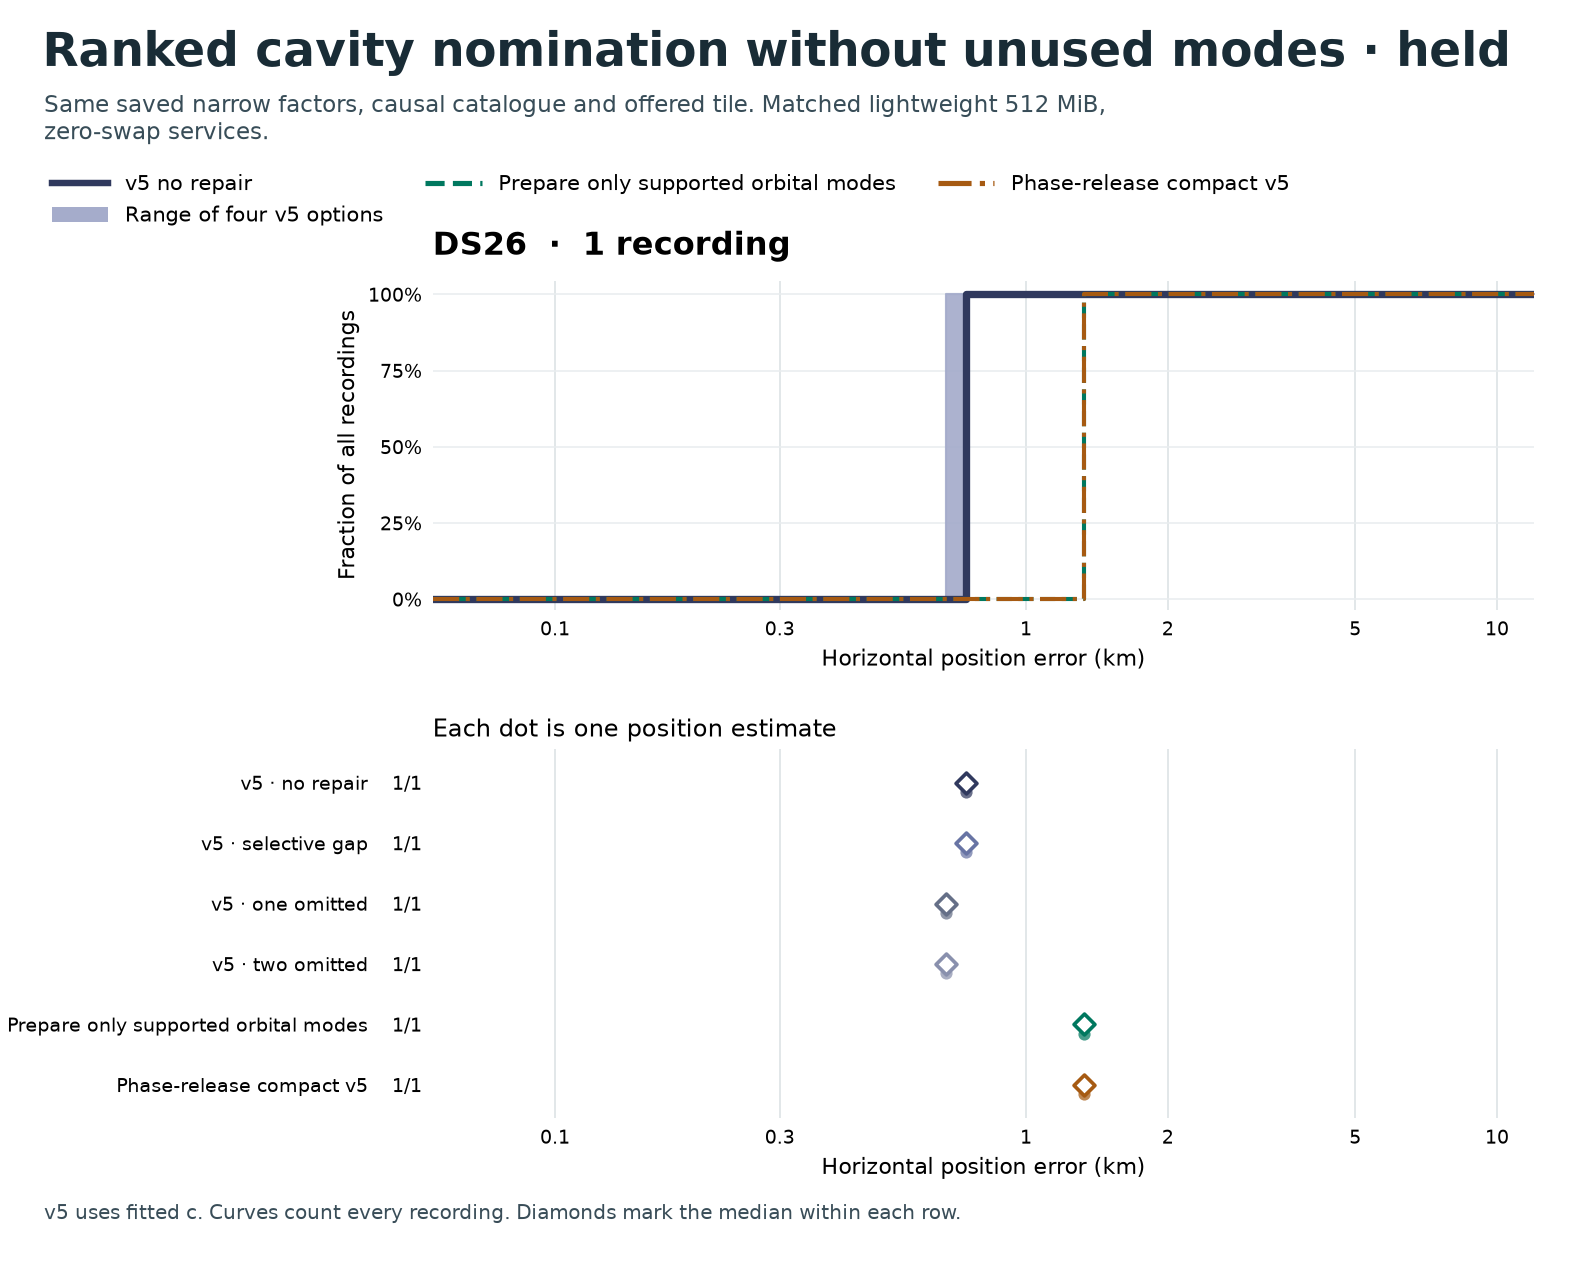 Ranked cavity nomination without unused modes · held
Same saved narrow factors, causal catalogue and offered tile. Matched lightweight 512 MiB,
zero-swap services.
v5 no repair
Prepare only supported orbital modes
Phase-release compact v5
Range of four v5 options
DS26 · 1 recording
Fraction of all recordings
100%
75%
50%
25%
0%
0.1 0.3 1 2 5 10
Horizontal position error (km)
Each dot is one position estimate
v5 · no repair 1/1
v5 · selective gap 1/1
v5 · one omitted 1/1
v5 · two omitted 1/1
Prepare only supported orbital modes 1/1
Phase-release compact v5 1/1
0.1 0.3 1 2 5 10
Horizontal position error (km)
v5 uses fitted c. Curves count every recording. Diamonds mark the median within each row.